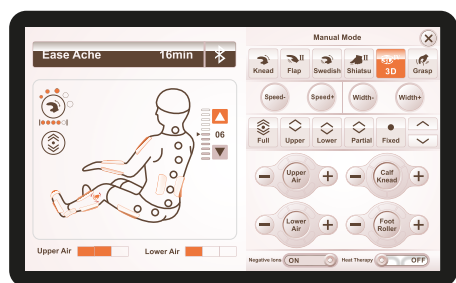 Manual Mode
Ease Ache 16min
Knead Flap Swedish Shiatsu 3D Grasp
Speed- Speed+ Width- Width+
06
Full Upper Lower Partial Fixed
Upper Air
Calf Knead
Lower Air
Foot Roller
Upper Air Lower Air
Negative Ions ON Heat Therapy OFF